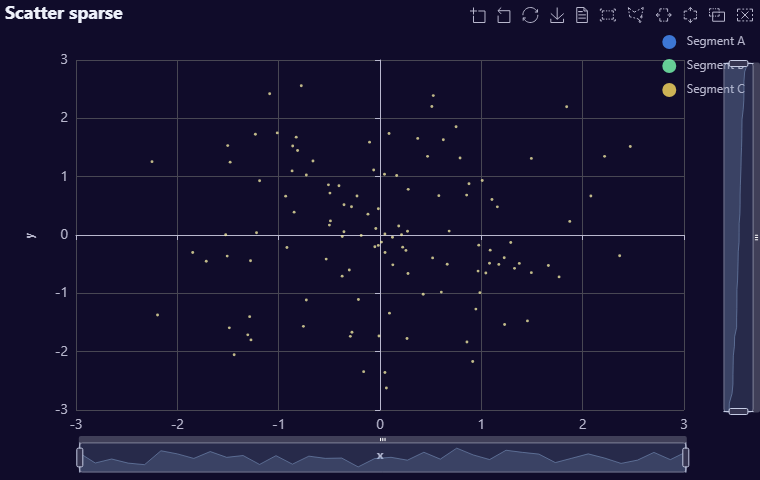 Scatter sparse
Segment A
Segment B
Segment C
3
2
1
0
-1
-2
-3
y
-3
-2
-1
0
1
2
3
x